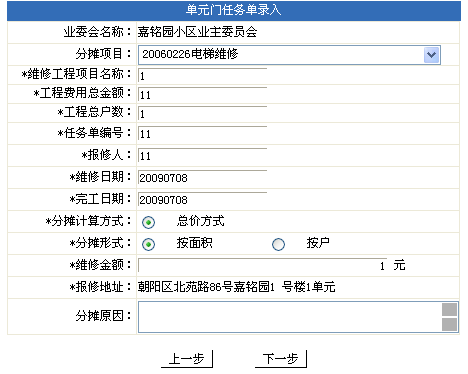 单元门任务单录入
业委会名称： 嘉铭园小区业主委员会
分摊项目： 20060226电梯维修
*维修工程项目名称： 1
*工程费用总金额： 11
*工程总户数： 1
*任务单编号： 11
*报修人： 11
*维修日期： 20090708
*完工日期： 20090708
*分摊计算方式： 总价方式
*分摊形式： 按面积 按户
*维修金额： 1 元
*报修地址： 朝阳区北苑路86号嘉铭园1 号楼1单元
分摊原因：
上一步 下一步